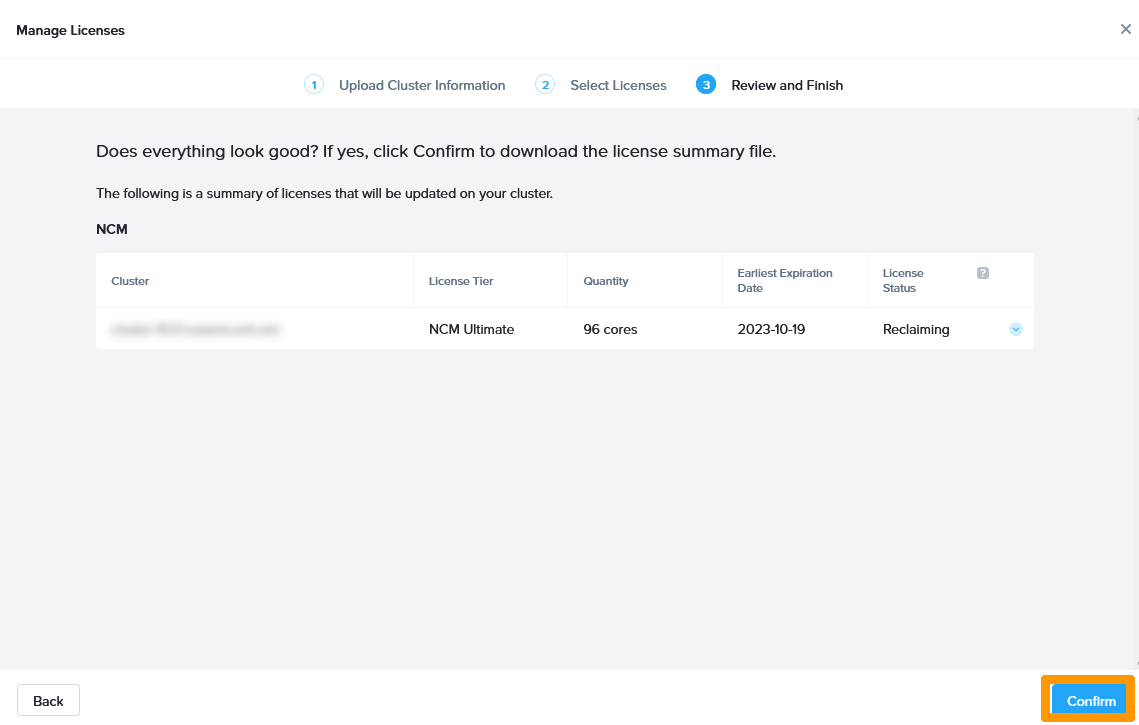 Manage Licenses
1 Upload Cluster Information 2 Select Licenses 3 Review and Finish
Does everything look good? If yes, click Confirm to download the license summary file.
The following is a summary of licenses that will be updated on your cluster.
NCM
Cluster License Tier Quantity Earliest Expiration Date License Status ?
NCM Ultimate 96 cores 2023-10-19 Reclaiming
Back Confirm